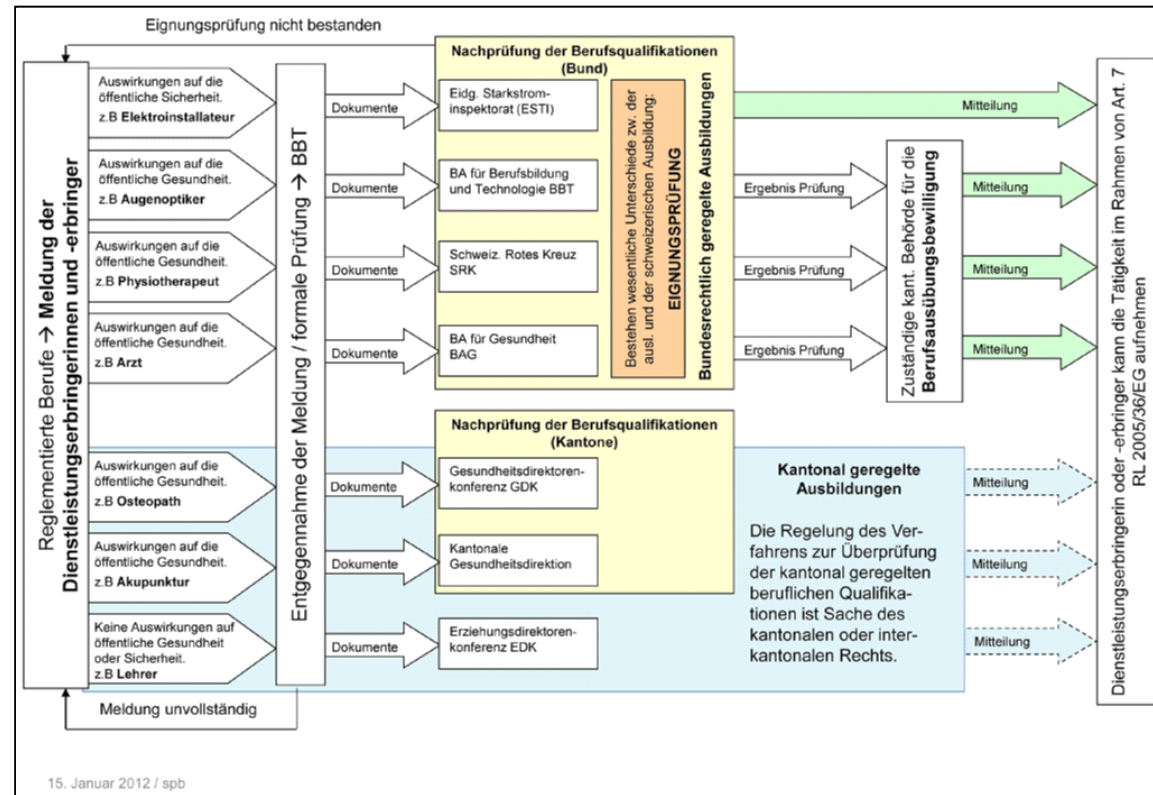 Eignungsprüfung nicht bestanden
Reglementierte Berufe → Meldung der
Dienstleistungserbringerinnen und -erbringer
Auswirkungen auf die
öffentliche Sicherheit.
z.B Elektroinstallateur
Auswirkungen auf die
öffentliche Gesundheit.
z.B Augenoptiker
Auswirkungen auf die
öffentliche Gesundheit.
z.B Physiotherapeut
Auswirkungen auf die
öffentliche Gesundheit.
z.B Arzt
Auswirkungen auf die
öffentliche Gesundheit.
z.B Osteopath
Auswirkungen auf die
öffentliche Gesundheit.
z.B Akupunktur
Keine Auswirkungen auf
öffentliche Gesundheit
oder Sicherheit.
z.B Lehrer
Entgegennahme der Meldung / formale Prüfung → BBT
Dokumente
Dokumente
Dokumente
Dokumente
Dokumente
Dokumente
Dokumente
Nachprüfung der Berufsqualifikationen
(Bund)
Eidg. Starkstrom-
inspektorat (ESTI)
BA für Berufsbildung
und Technologie BBT
Schweiz. Rotes Kreuz
SRK
BA für Gesundheit
BAG
Bestehen wesentliche Unterschiede zw. der
ausl. und der schweizerischen Ausbildung:
EIGNUNGSPRÜFUNG
Bundesrechtlich geregelte Ausbildungen
Nachprüfung der Berufsqualifikationen
(Kantone)
Gesundheitsdirektoren-
konferenz GDK
Kantonale
Gesundheitsdirektion
Erziehungsdirektoren-
konferenz EDK
Ergebnis Prüfung
Ergebnis Prüfung
Ergebnis Prüfung
Zuständige kant. Behörde für die
Berufsausübungsbewilligung
Kantonal geregelte
Ausbildungen
Die Regelung des Ver-
fahrens zur Überprüfung
der kantonal geregelten
beruflichen Qualifika-
tionen ist Sache des
kantonalen oder inter-
kantonalen Rechts.
Mitteilung
Mitteilung
Mitteilung
Mitteilung
Mitteilung
Mitteilung
Mitteilung
Dienstleistungserbringerin oder -erbringer kann die Tätigkeit im Rahmen von Art. 7
RL 2005/36/EG aufnehmen
Meldung unvollständig
15. Januar 2012 / spb